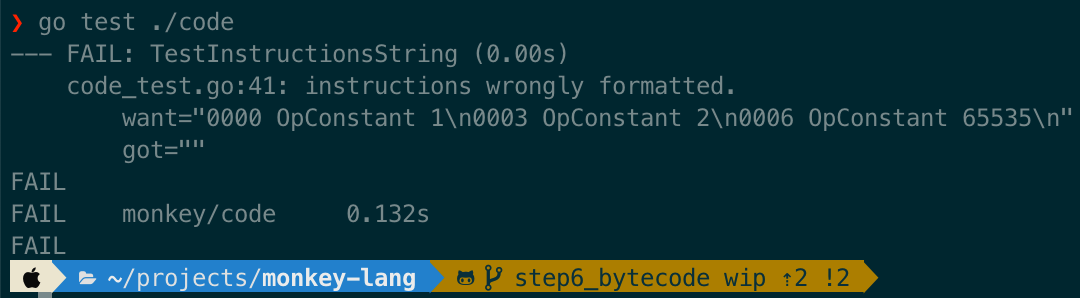 ❯ go test ./code
--- FAIL: TestInstructionsString (0.00s)
code_test.go:41: instructions wrongly formatted.
want="0000 OpConstant 1\n0003 OpConstant 2\n0006 OpConstant 65535\n"
got=""
FAIL
FAIL monkey/code 0.132s
FAIL
~/projects/monkey-lang step6_bytecode wip ⇡2 !2